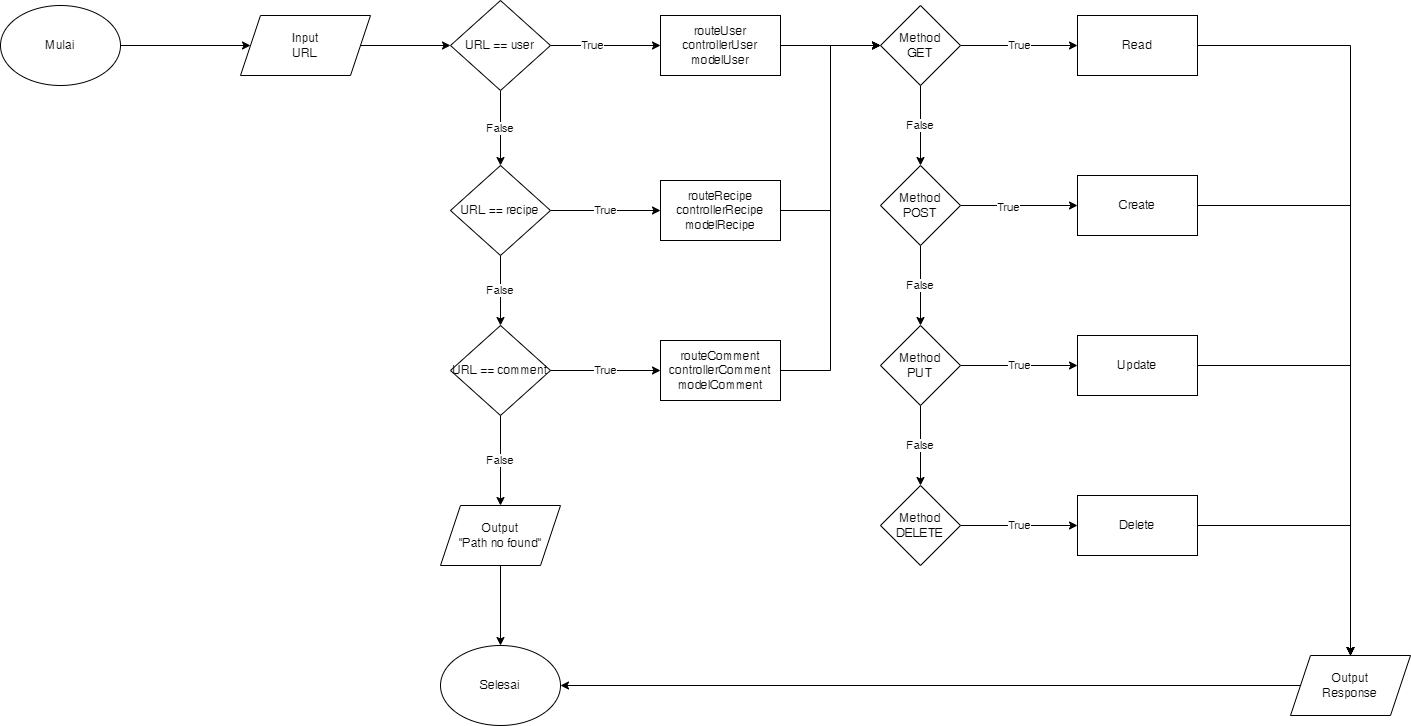 Mulai
Input
URL
URL == user
True
routeUser
controllerUser
modelUser
Method
GET
True
Read
False
False
URL == recipe
True
routeRecipe
controllerRecipe
modelRecipe
Method
POST
True
Create
False
False
URL == comment
True
routeComment
controllerComment
modelComment
Method
PUT
True
Update
False
False
Output
"Path no found"
Method
DELETE
True
Delete
Selesai
Output
Response